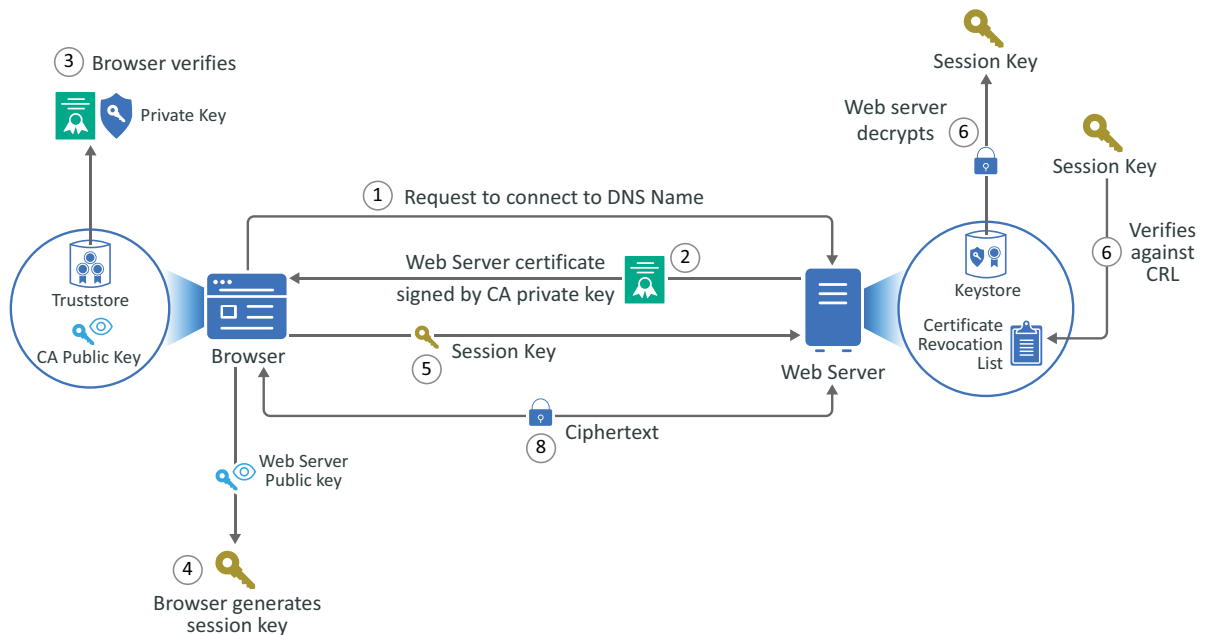 3 Browser verifies
Private Key
Truststore
CA Public Key
Browser
1 Request to connect to DNS Name
Web Server certificate
signed by CA private key
2
5
Session Key
8
Ciphertext
Web Server
Public key
4
Browser generates
session key
Web Server
Session Key
Web server
decrypts
6
Session Key
6
Verifies
against
CRL
Keystore
Certificate
Revocation
List